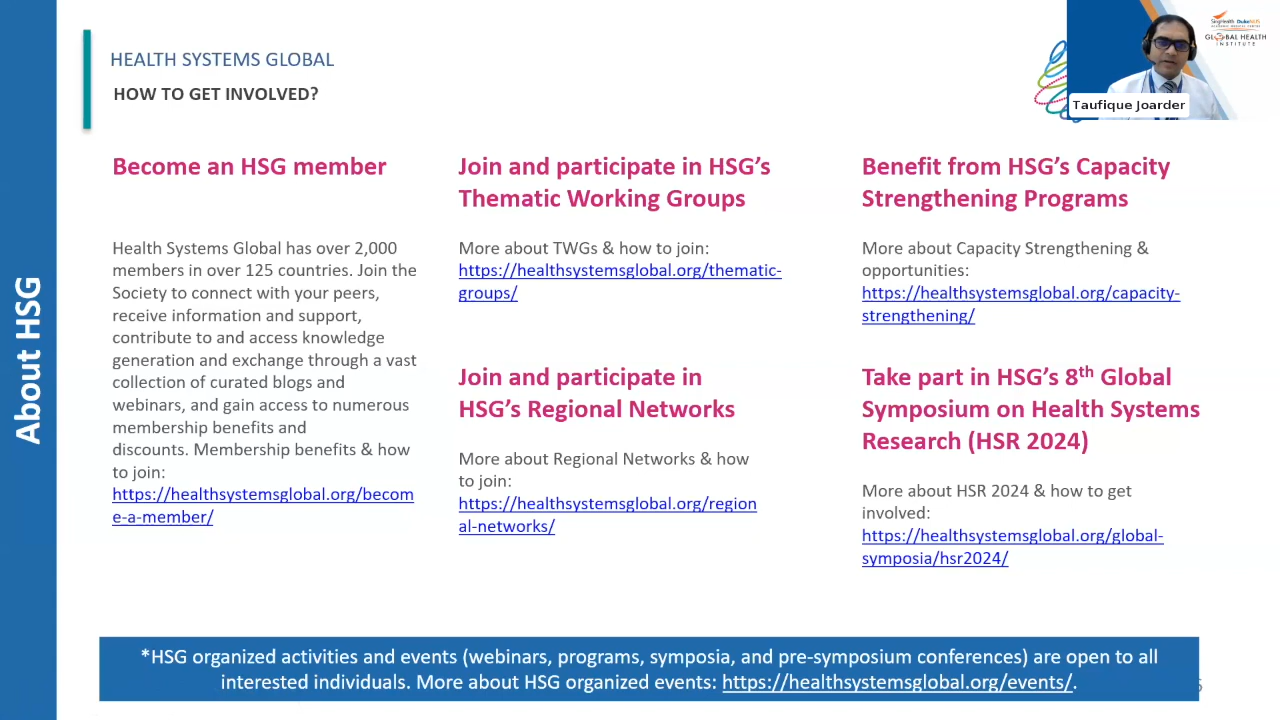 About HSG
HEALTH SYSTEMS GLOBAL
HOW TO GET INVOLVED?
Taufique Joarder
SingHealth DukeNUS
GLOBAL HEALTH
INSTITUTE
Become an HSG member
Health Systems Global has over 2,000
members in over 125 countries. Join the
Society to connect with your peers,
receive information and support,
contribute to and access knowledge
generation and exchange through a vast
collection of curated blogs and
webinars, and gain access to numerous
membership benefits and
discounts. Membership benefits & how
to join:
https://healthsystemsglobal.org/becom
e-a-member/
Join and participate in HSG’s
Thematic Working Groups
More about TWGs & how to join:
https://healthsystemsglobal.org/thematic-
groups/
Join and participate in
HSG’s Regional Networks
More about Regional Networks & how
to join:
https://healthsystemsglobal.org/region
al-networks/
Benefit from HSG’s Capacity
Strengthening Programs
More about Capacity Strengthening &
opportunities:
https://healthsystemsglobal.org/capacity-
strengthening/
Take part in HSG’s 8th Global
Symposium on Health Systems
Research (HSR 2024)
More about HSR 2024 & how to get
involved:
https://healthsystemsglobal.org/global-
symposia/hsr2024/
*HSG organized activities and events (webinars, programs, symposia, and pre-symposium conferences) are open to all
interested individuals. More about HSG organized events: https://healthsystemsglobal.org/events/.